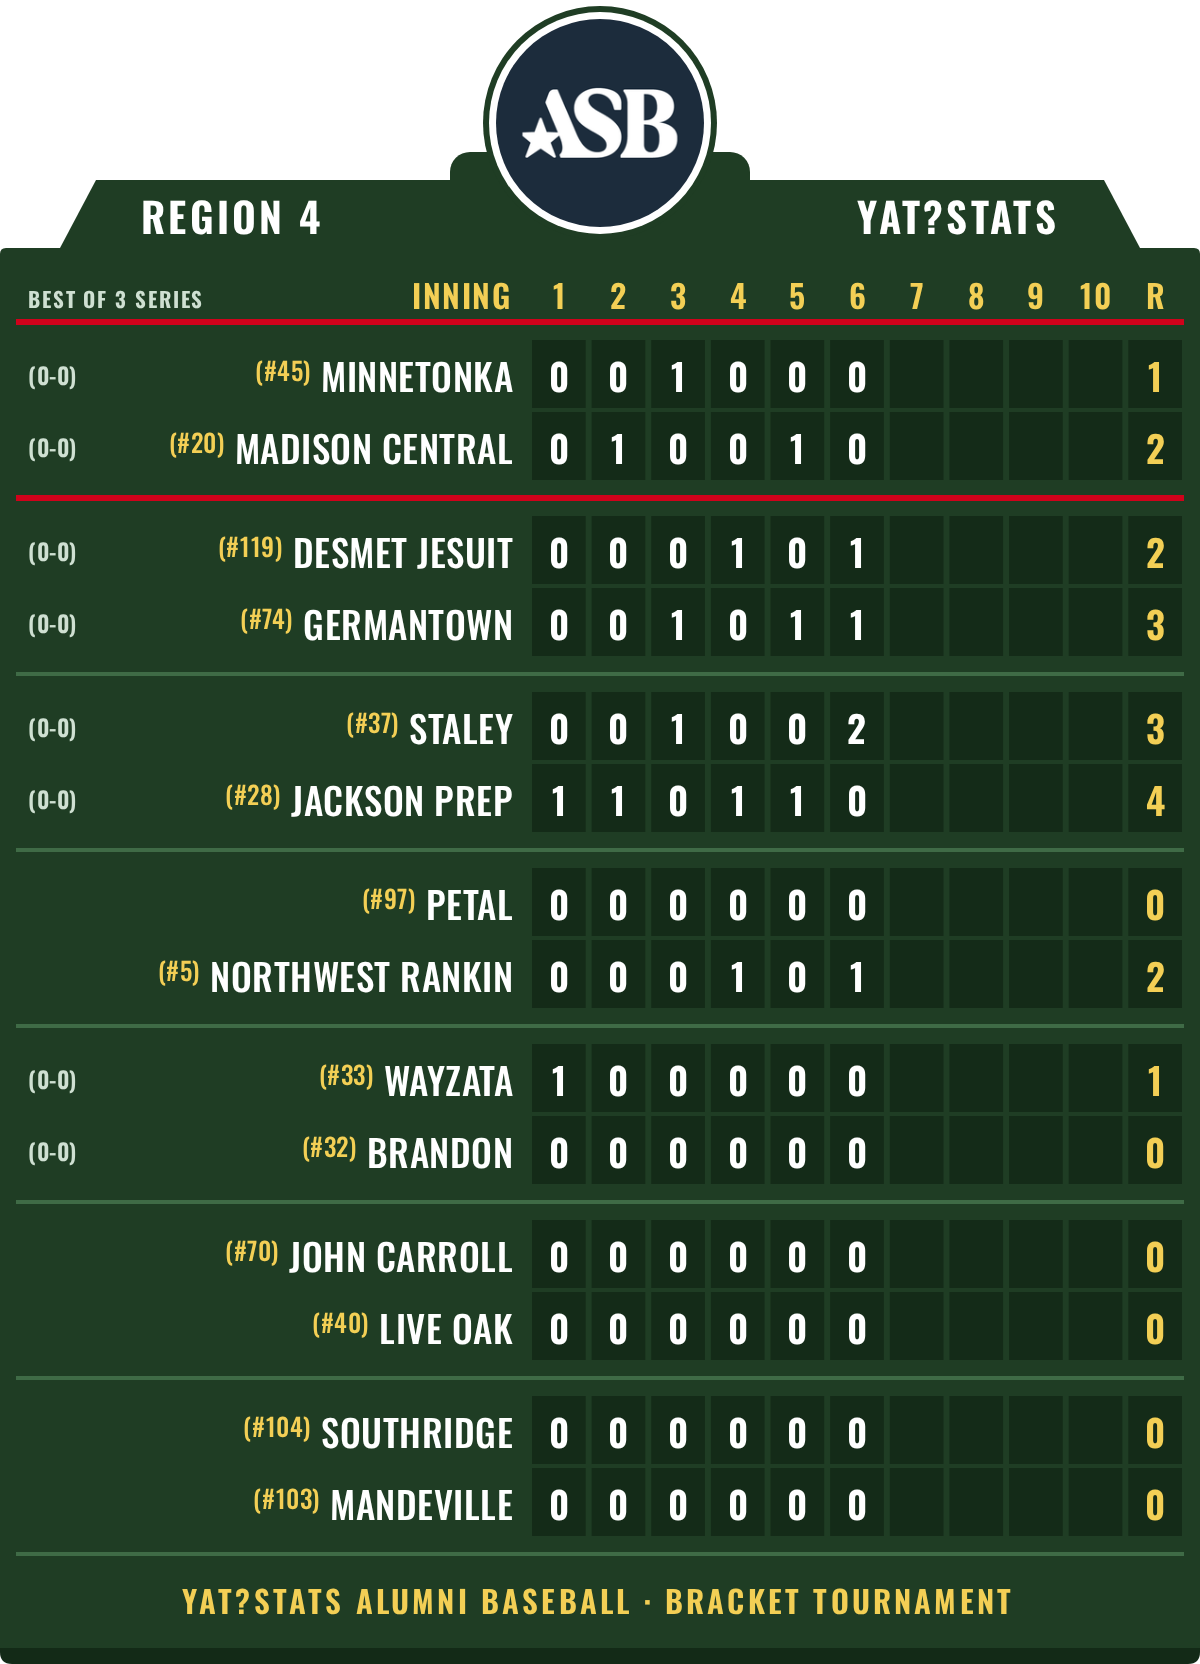 ASB
REGION 4 YAT?STATS
BEST OF 3 SERIES INNING 1 2 3 4 5 6 7 8 9 10 R
(0-0) (#45) MINNETONKA 0 0 1 0 0 0 1
(0-0) (#20) MADISON CENTRAL 0 1 0 0 1 0 2
(0-0) (#119) DESMET JESUIT 0 0 0 1 0 1 2
(0-0) (#74) GERMANTOWN 0 0 1 0 1 1 3
(0-0) (#37) STALEY 0 0 1 0 0 2 3
(0-0) (#28) JACKSON PREP 1 1 0 1 1 0 4
(#97) PETAL 0 0 0 0 0 0 0
(#5) NORTHWEST RANKIN 0 0 0 1 0 1 2
(0-0) (#33) WAYZATA 1 0 0 0 0 0 1
(0-0) (#32) BRANDON 0 0 0 0 0 0 0
(#70) JOHN CARROLL 0 0 0 0 0 0 0
(#40) LIVE OAK 0 0 0 0 0 0 0
(#104) SOUTHRIDGE 0 0 0 0 0 0 0
(#103) MANDEVILLE 0 0 0 0 0 0 0
YAT?STATS ALUMNI BASEBALL · BRACKET TOURNAMENT